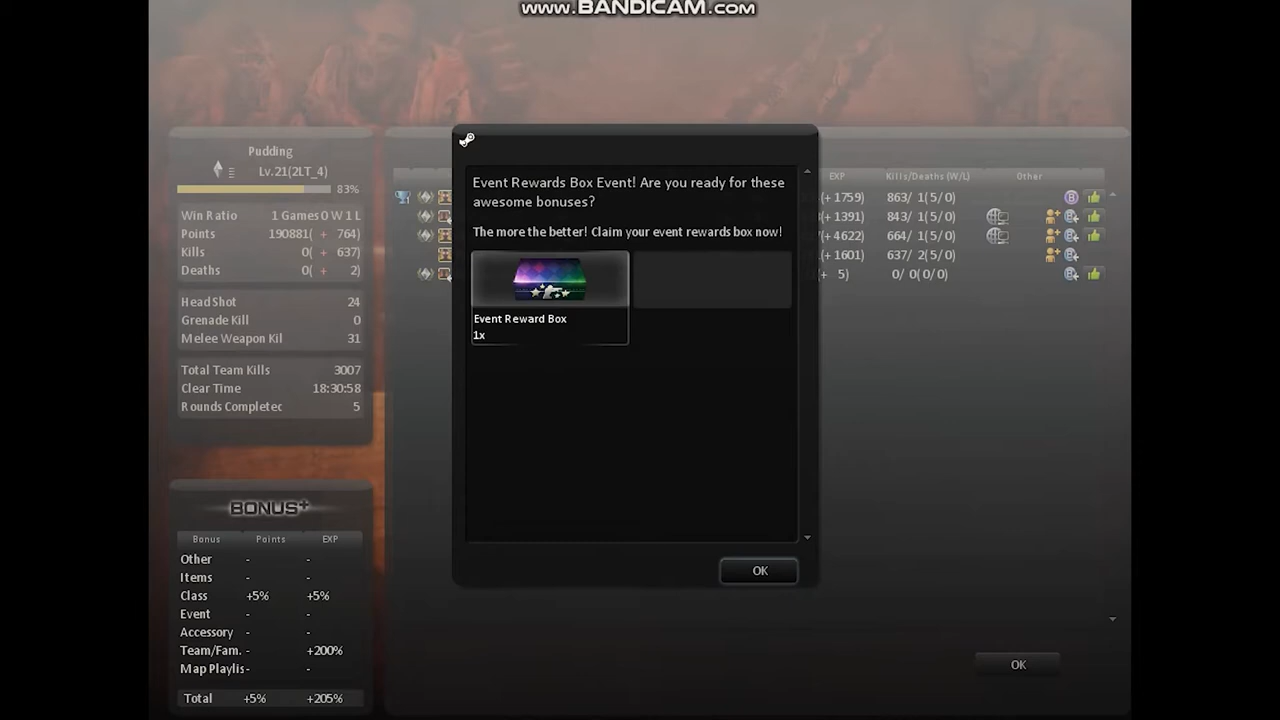 www.BANDICAM.com
Pudding
Lv.21(2LT_4)
83%
Win Ratio 1 Games 0 W 1 L
Points 190881( + 764)
Kills 0( + 637)
Deaths 0( + 2)
Head Shot 24
Grenade Kill 0
Melee Weapon Kil 31
Total Team Kills 3007
Clear Time 18:30:58
Rounds Completec 5
BONUS+
Bonus Points EXP
Other - -
Items - -
Class +5% +5%
Event - -
Accessory - -
Team/Fam. - +200%
Map Playlis - -
Total +5% +205%
Event Rewards Box Event! Are you ready for these
awesome bonuses?
The more the better! Claim your event rewards box now!
Event Reward Box
1x
OK
EXP Kills/Deaths (W/L) Other
(+ 1759) 863/ 1(5/ 0)
(+ 1391) 843/ 1(5/ 0)
(+ 4622) 664/ 1(5/ 0)
(+ 1601) 637/ 2(5/ 0)
(+ 5) 0/ 0(0/ 0)
OK